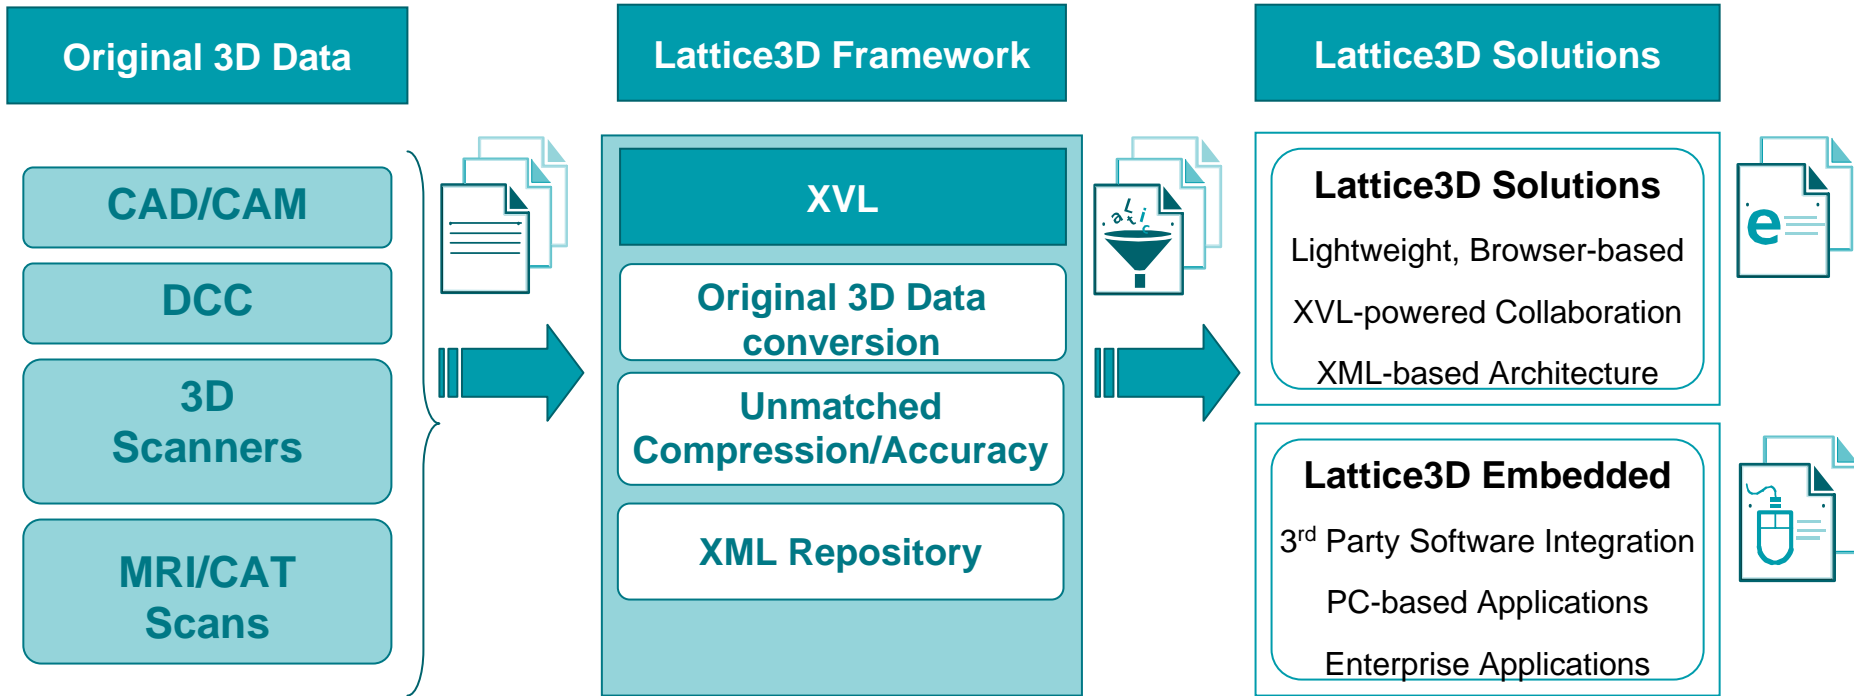 Original 3D Data
Lattice3D Framework
Lattice3D Solutions
CAD/CAM
DCC
3D
Scanners
MRI/CAT
Scans
XVL
Original 3D Data
conversion
Unmatched
Compression/Accuracy
XML Repository
Lattice3D Solutions
Lightweight, Browser-based
XVL-powered Collaboration
XML-based Architecture
Lattice3D Embedded
3rd Party Software Integration
PC-based Applications
Enterprise Applications
e